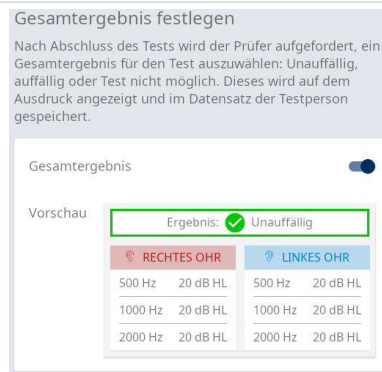 Gesamtergebnis festlegen
Nach Abschluss des Tests wird der Prüfer aufgefordert, ein
Gesamtergebnis für den Test auszuwählen: Unauffällig,
auffällig oder Test nicht möglich. Dieses wird auf dem
Ausdruck angezeigt und im Datensatz der Testperson
gespeichert.
Gesamtergebnis
Vorschau
Ergebnis: Unauffällig
RECHTES OHR LINKES OHR
500 Hz 20 dB HL 500 Hz 20 dB HL
1000 Hz 20 dB HL 1000 Hz 20 dB HL
2000 Hz 20 dB HL 2000 Hz 20 dB HL